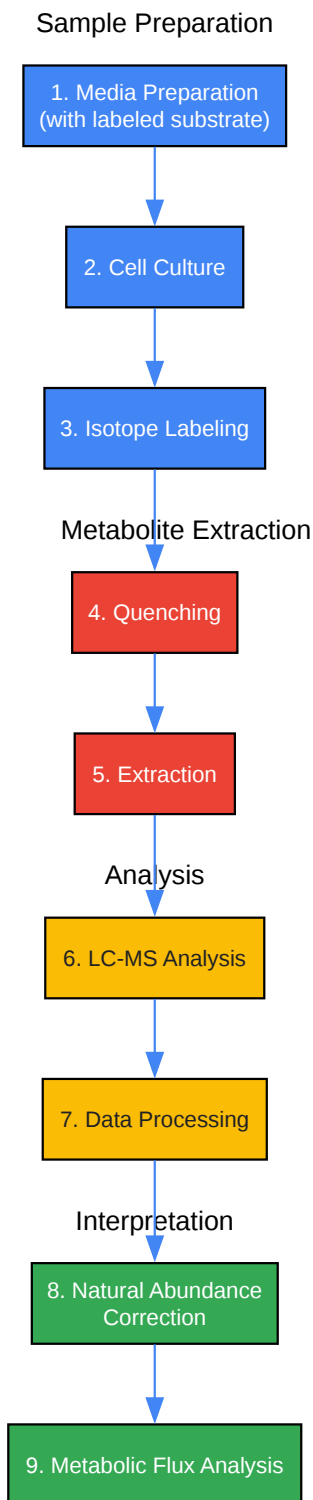 Sample Preparation
1. Media Preparation
(with labeled substrate)
2. Cell Culture
3. Isotope Labeling
Metabolite Extraction
4. Quenching
5. Extraction
Analysis
6. LC-MS Analysis
7. Data Processing
Interpretation
8. Natural Abundance
Correction
9. Metabolic Flux Analysis